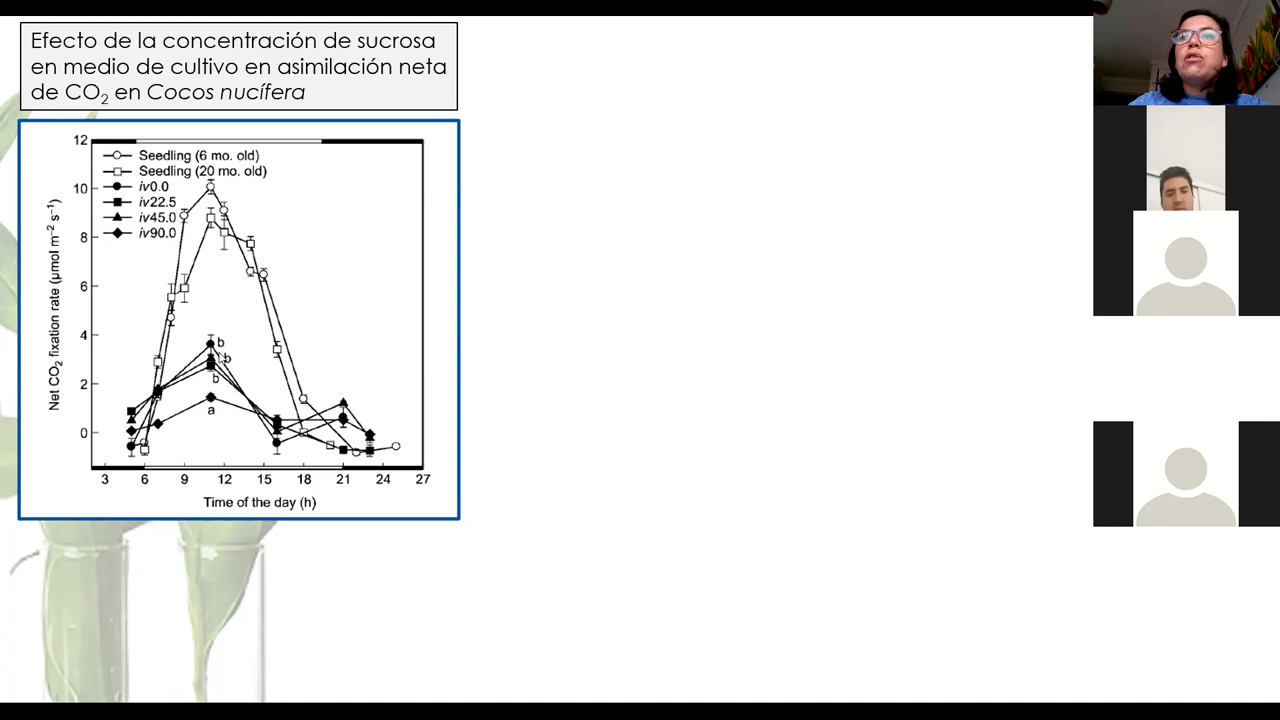 Efecto de la concentración de sucrosa
en medio de cultivo en asimilación neta
de CO₂ en Cocos nucífera
12
10
8
6
4
2
0
Net CO₂ fixation rate (μmol m⁻² s⁻¹)
Seedling (6 mo. old)
Seedling (20 mo. old)
iv0.0
iv22.5
iv45.0
iv90.0
b
b
b
a
3 6 9 12 15 18 21 24 27
Time of the day (h)